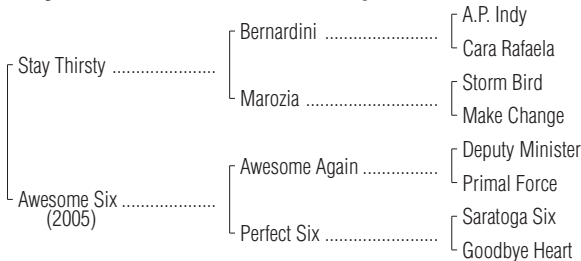 A.P. Indy
Bernardini ........................
Cara Rafaela
Stay Thirsty ......................
Storm Bird
Marozia ............................
Make Change
Deputy Minister
Awesome Again ................
Primal Force
Awesome Six ....................
(2005)
Saratoga Six
Perfect Six ........................
Goodbye Heart